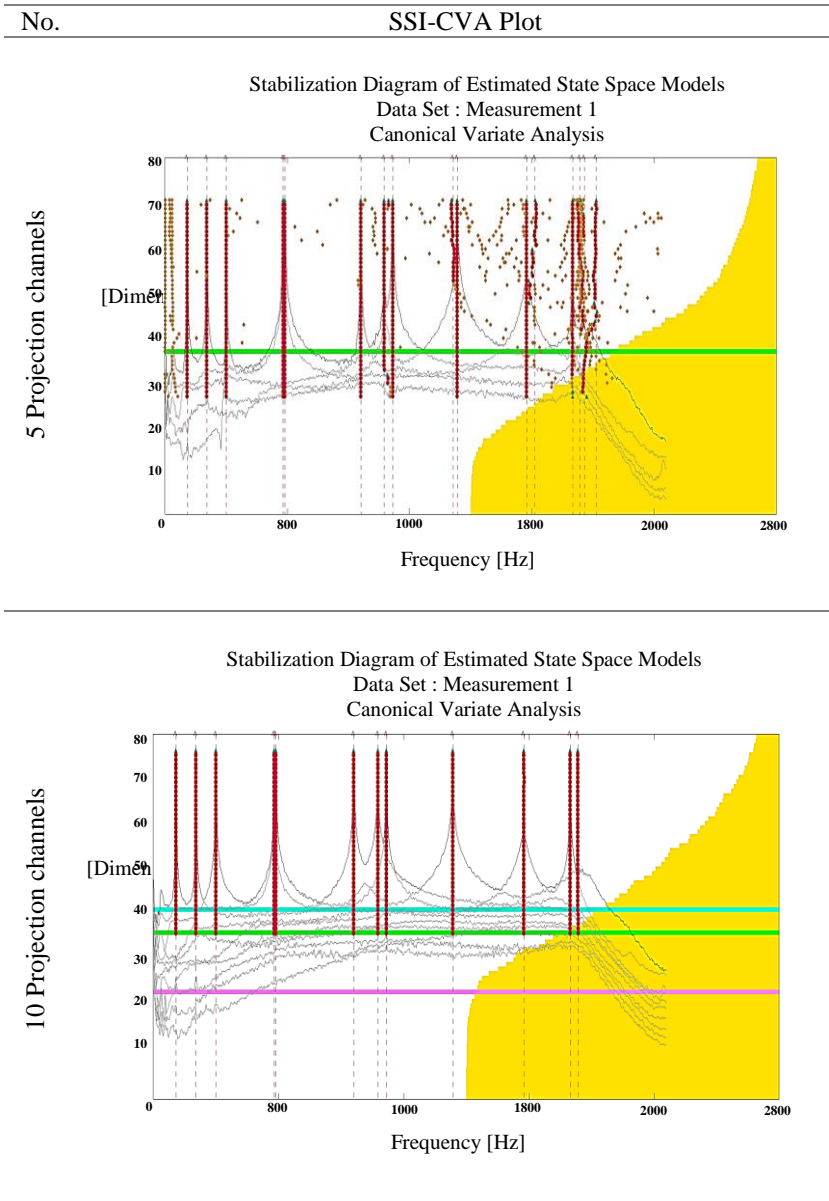 No. SSI-CVA Plot
5 Projection channels
Stabilization Diagram of Estimated State Space Models
Data Set : Measurement 1
Canonical Variate Analysis
80
70
60
50
[Dimen
40
30
20
10
0 800 1000 1800 2000 2800
Frequency [Hz]
10 Projection channels
Stabilization Diagram of Estimated State Space Models
Data Set : Measurement 1
Canonical Variate Analysis
80
70
60
50
[Dimen
40
30
20
10
0 800 1000 1800 2000 2800
Frequency [Hz]